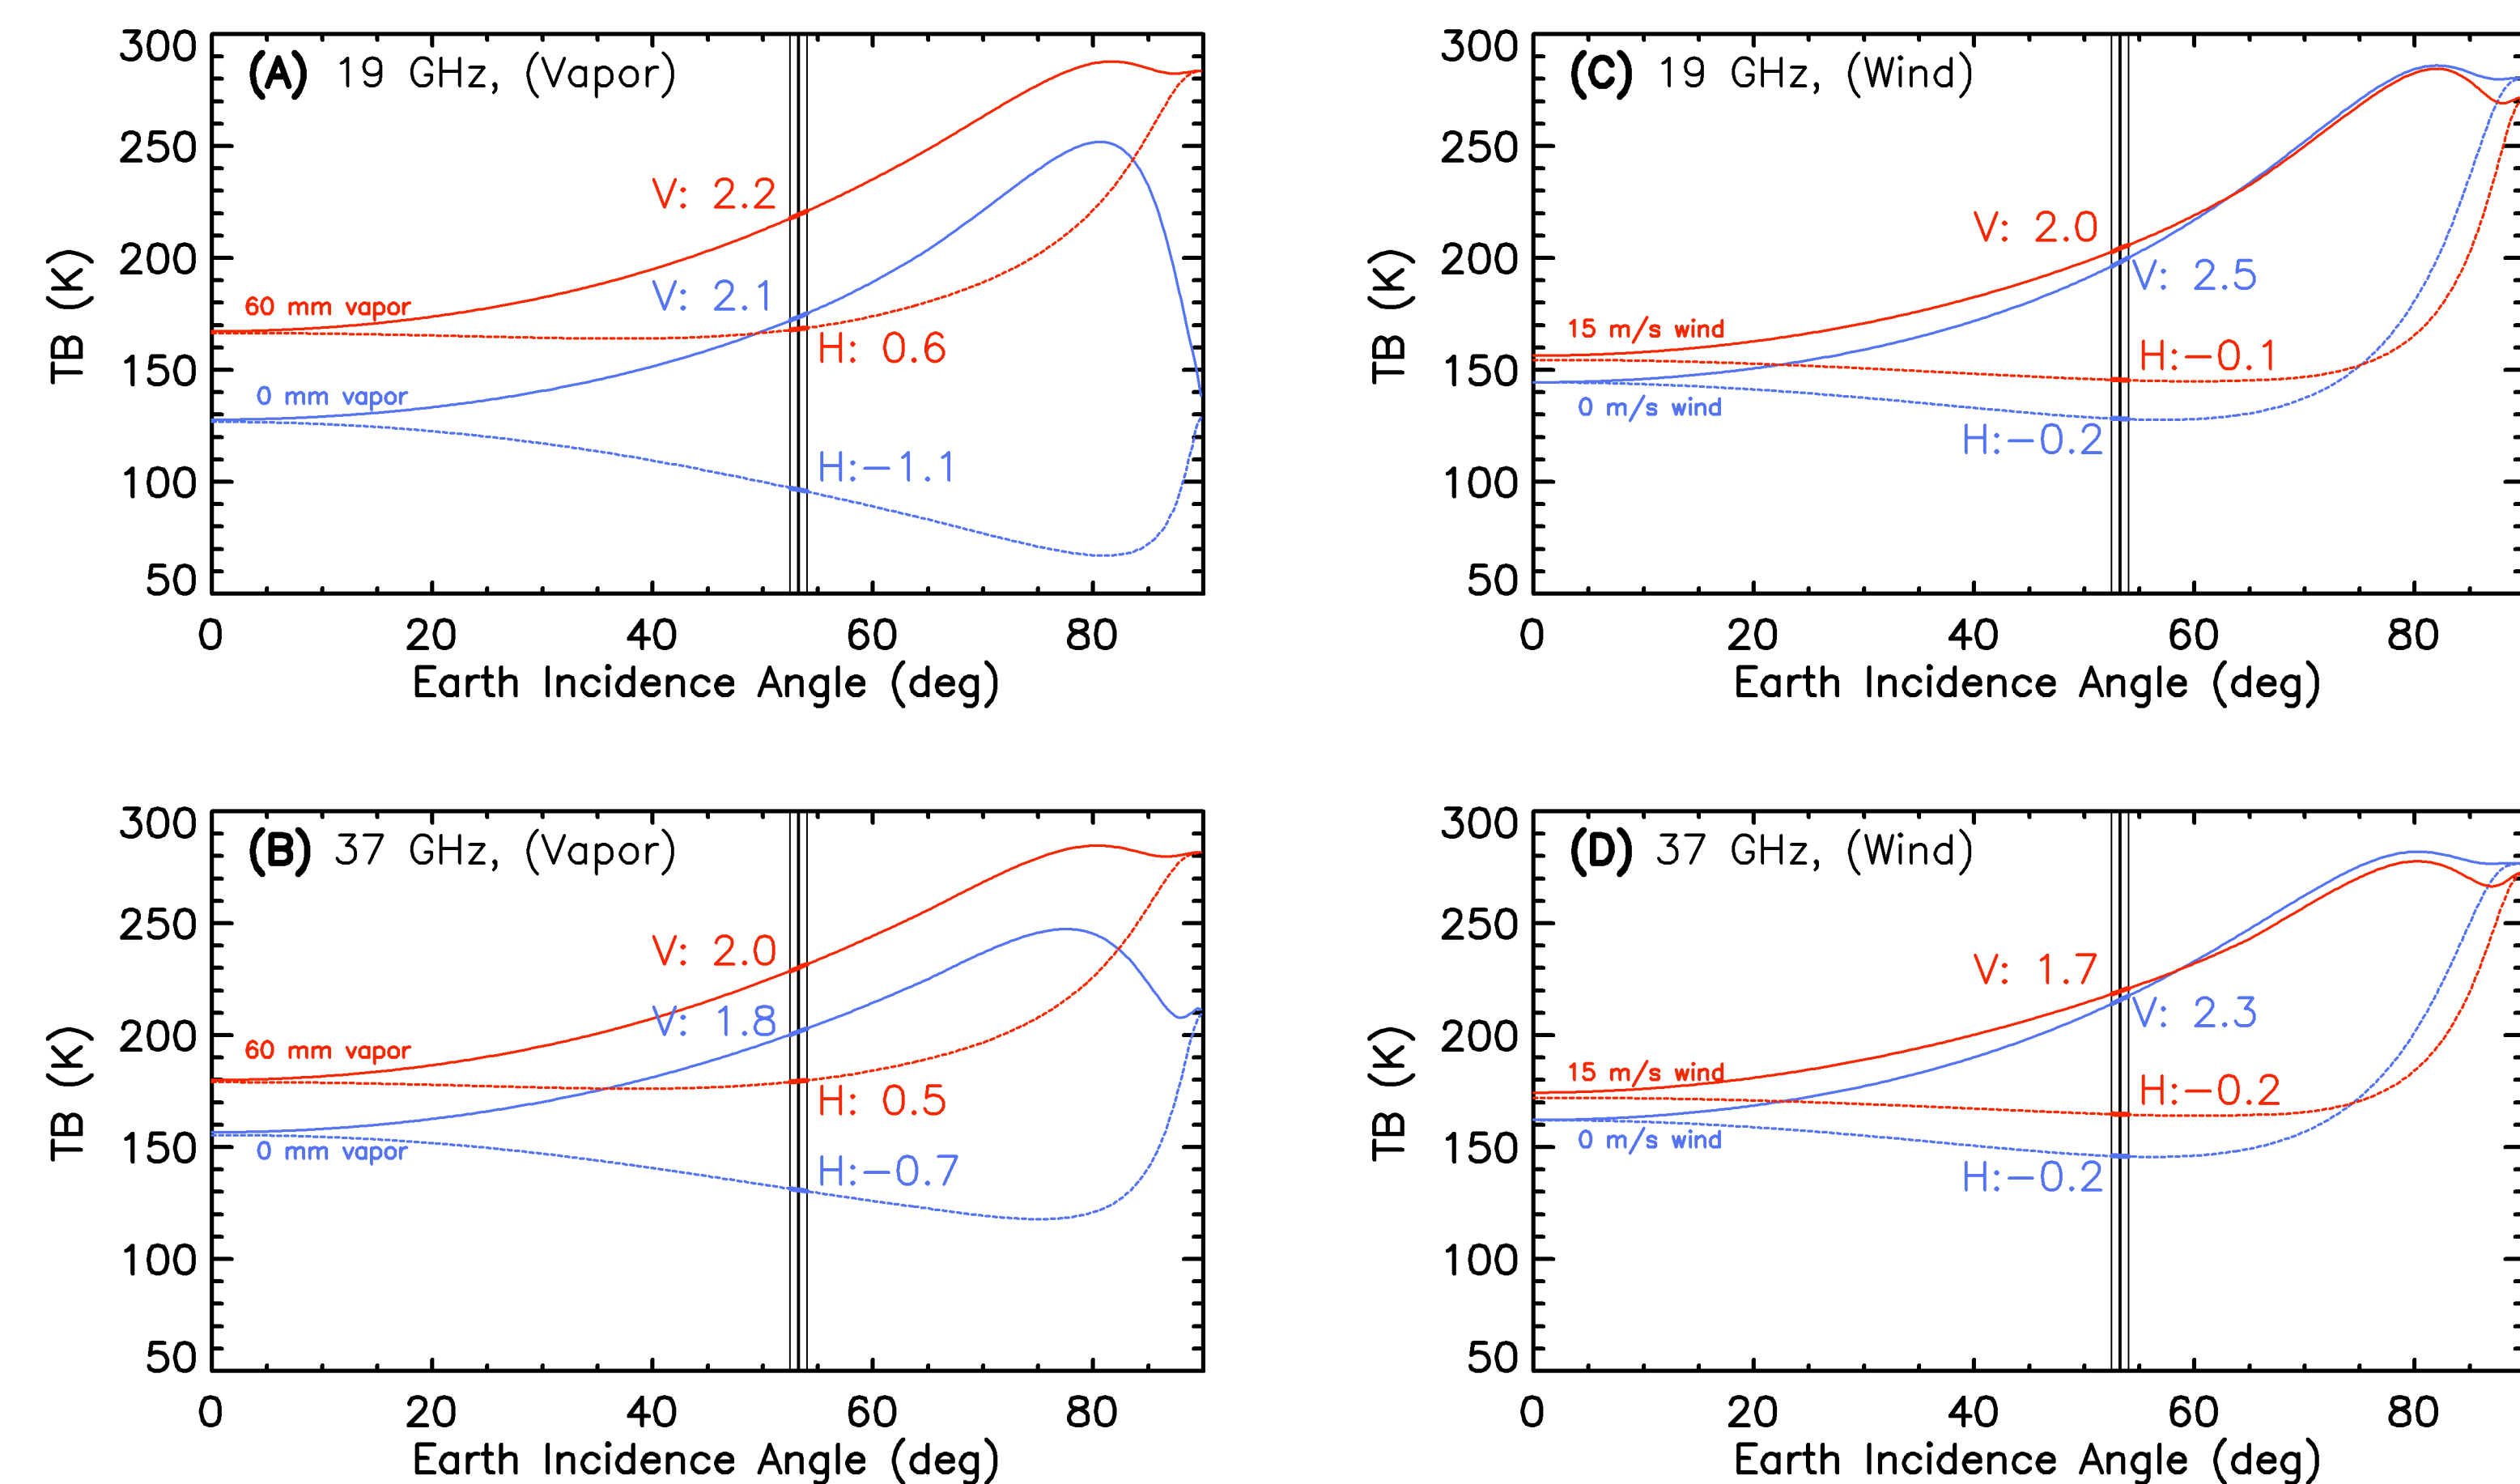 (A) 19 GHz, (Vapor)
300
250
200
150
100
50
TB (K)
V: 2.2
V: 2.1
60 mm vapor
H: 0.6
0 mm vapor
H:−1.1
0 20 40 60 80
Earth Incidence Angle (deg)
(C) 19 GHz, (Wind)
300
250
200
150
100
50
TB (K)
V: 2.0
V: 2.5
15 m/s wind
H:−0.1
0 m/s wind
H:−0.2
0 20 40 60 80
Earth Incidence Angle (deg)
(B) 37 GHz, (Vapor)
300
250
200
150
100
50
TB (K)
V: 2.0
V: 1.8
60 mm vapor
H: 0.5
0 mm vapor
H:−0.7
0 20 40 60 80
Earth Incidence Angle (deg)
(D) 37 GHz, (Wind)
300
250
200
150
100
50
TB (K)
V: 1.7
V: 2.3
15 m/s wind
H:−0.2
0 m/s wind
H:−0.2
0 20 40 60 80
Earth Incidence Angle (deg)